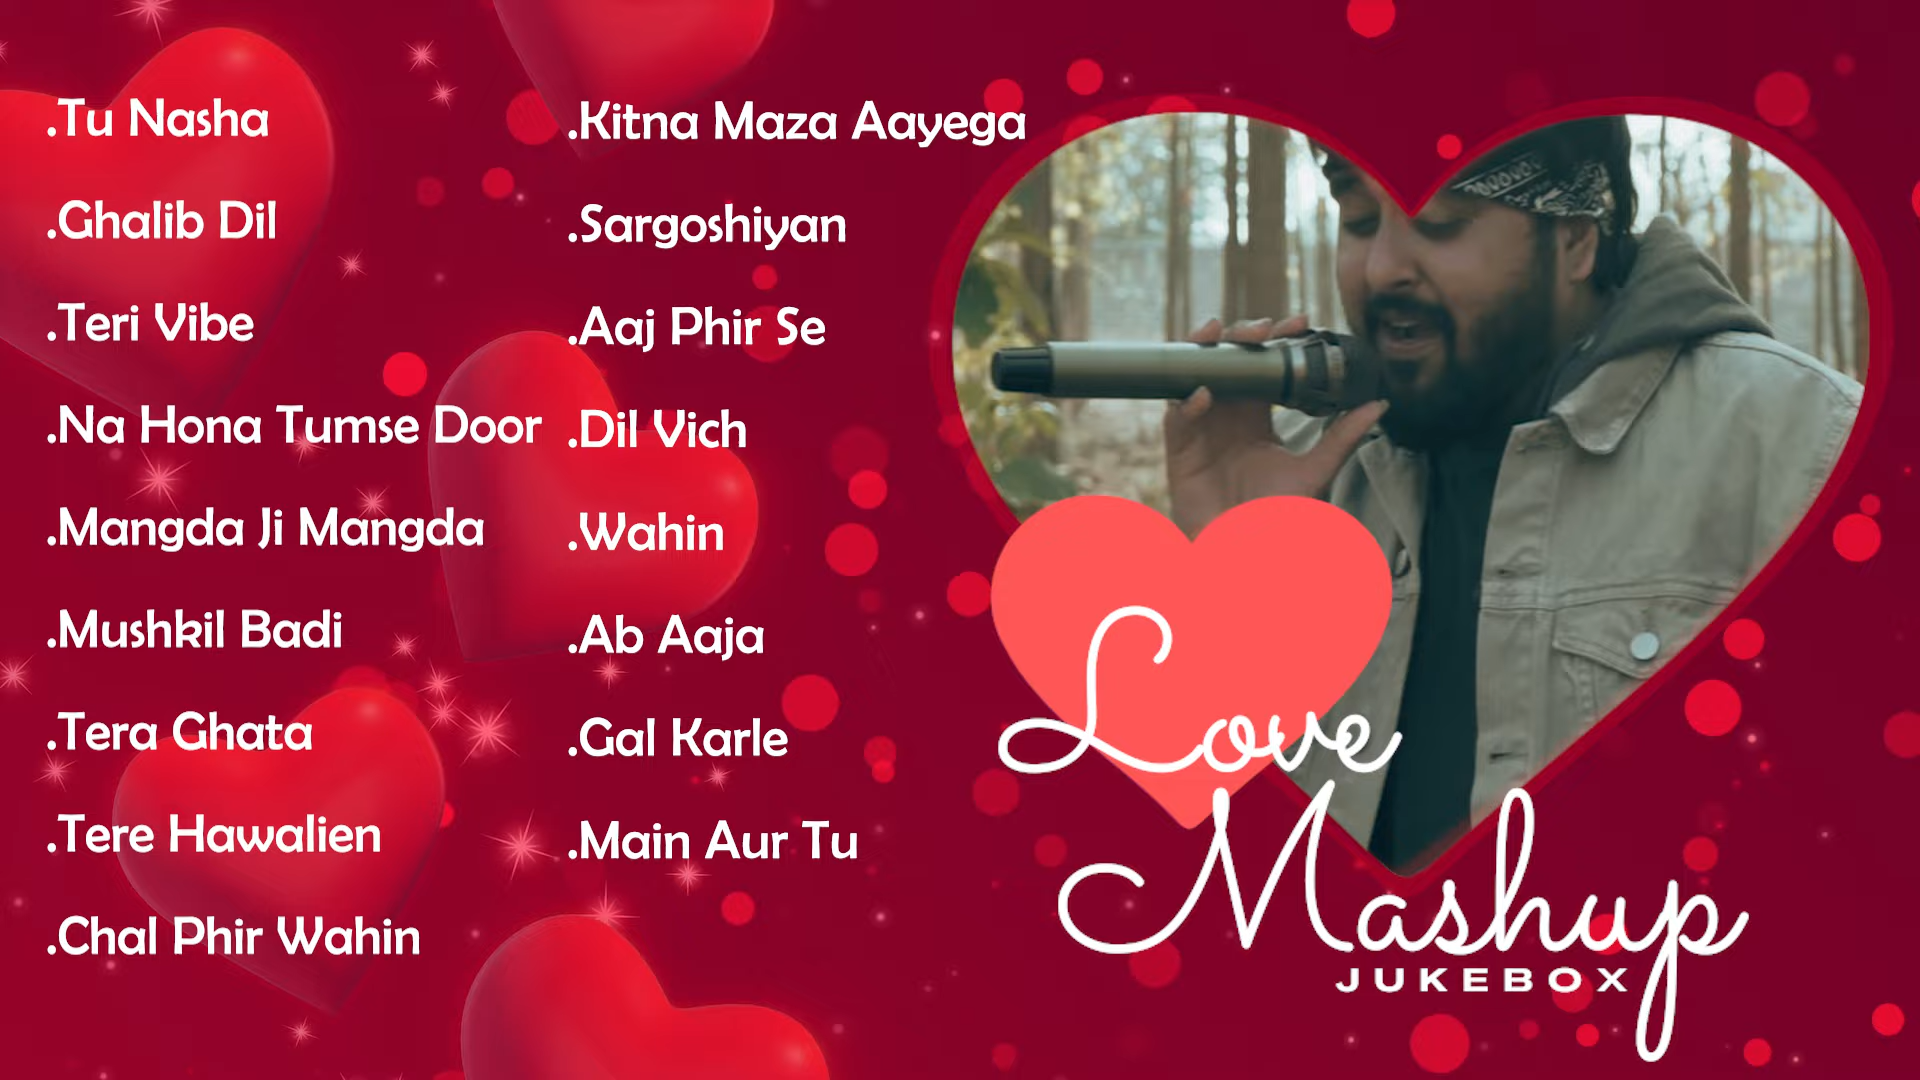 .Tu Nasha
.Ghalib Dil
.Teri Vibe
.Na Hona Tumse Door
.Mangda Ji Mangda
.Mushkil Badi
.Tera Ghata
.Tere Hawalien
.Chal Phir Wahin
.Kitna Maza Aayega
.Sargoshiyan
.Aaj Phir Se
.Dil Vich
.Wahin
.Ab Aaja
.Gal Karle
.Main Aur Tu
Love
Mashup
JUKEBOX